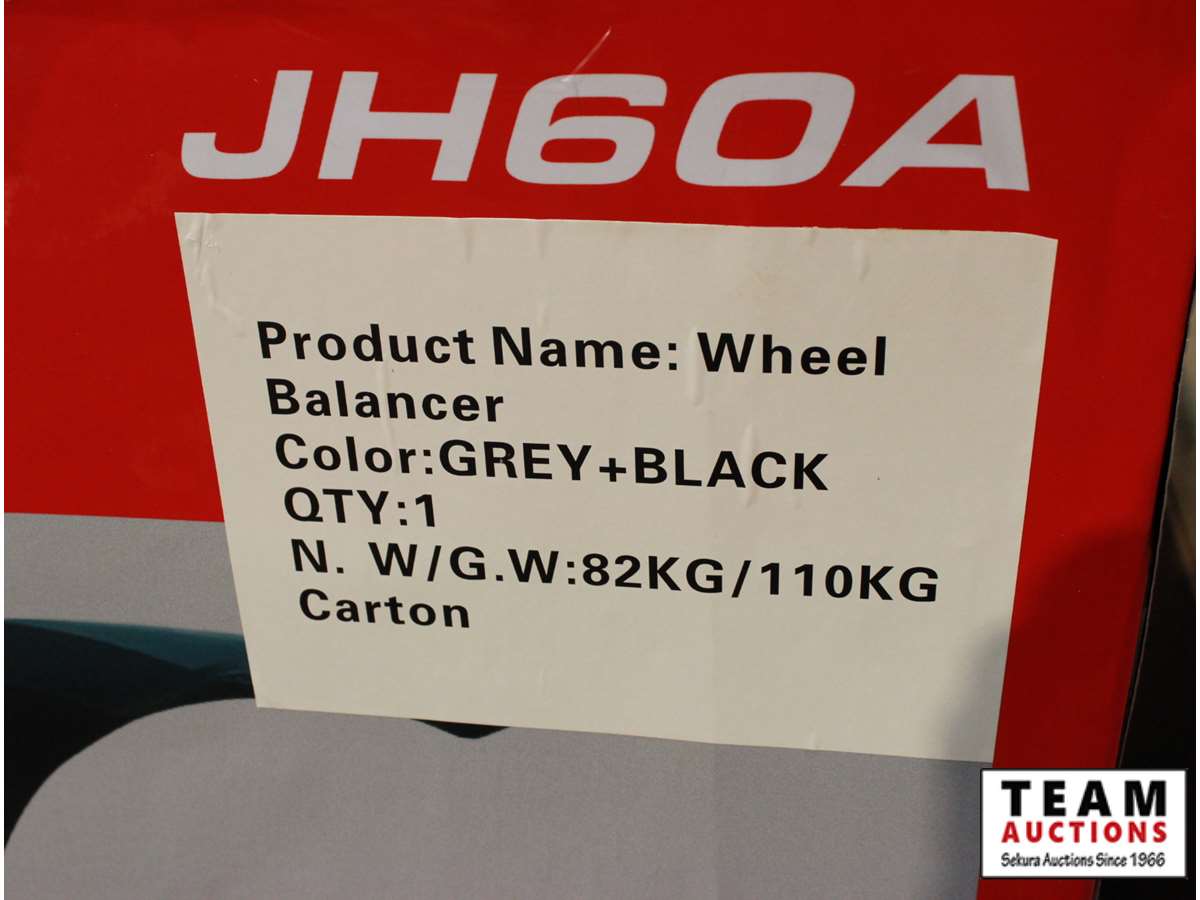 JH60A
Product Name: Wheel
Balancer
Color:GREY+BLACK
QTY:1
N. W/G.W:82KG/110KG
Carton
TEAM
AUCTIONS
Sekura Auctions Since 1966